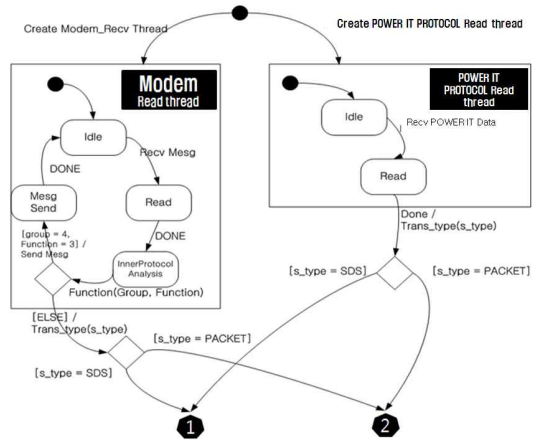 Create Modem_Recv Thread
Create POWER IT PROTOCOL Read thread
Modem
Read thread
Idle
Recv Mesg
Read
DONE
InnerProtocol
Analysis
Function(Group, Function)
[group = 4,
Function = 3] /
Send Mesg
Mesg
Send
DONE
[ELSE] /
Trans_type(s_type)
[s_type = PACKET]
[s_type = SDS]
POWER IT
PROTOCOL Read
thread
Idle
Recv POWER IT Data
Read
Done /
Trans_type(s_type)
[s_type = SDS]
[s_type = PACKET]
1
2